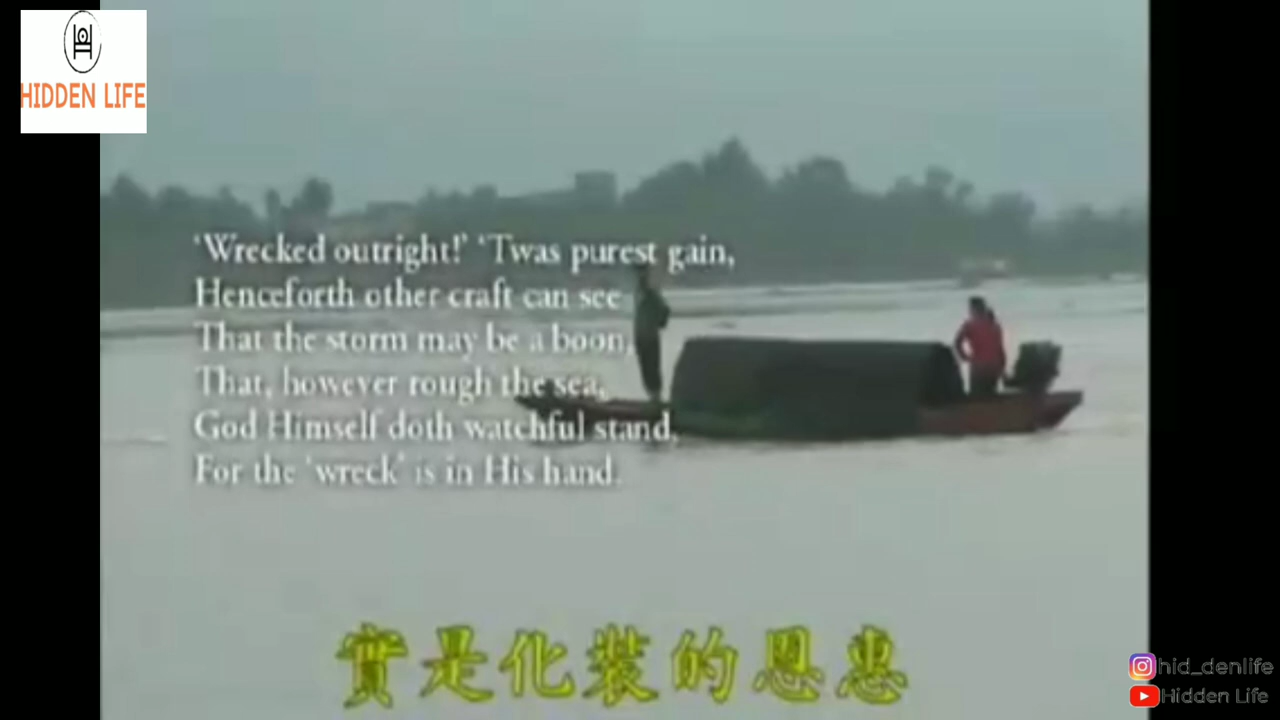 HIDDEN LIFE
‘Wrecked outright!’ ‘Twas purest gain,
Henceforth other craft can see
That the storm may be a boon,
That, however rough the sea,
God Himself doth watchful stand,
For the ‘wreck’ is in His hand.
實是化裝的恩惠
hid_denlife
Hidden Life